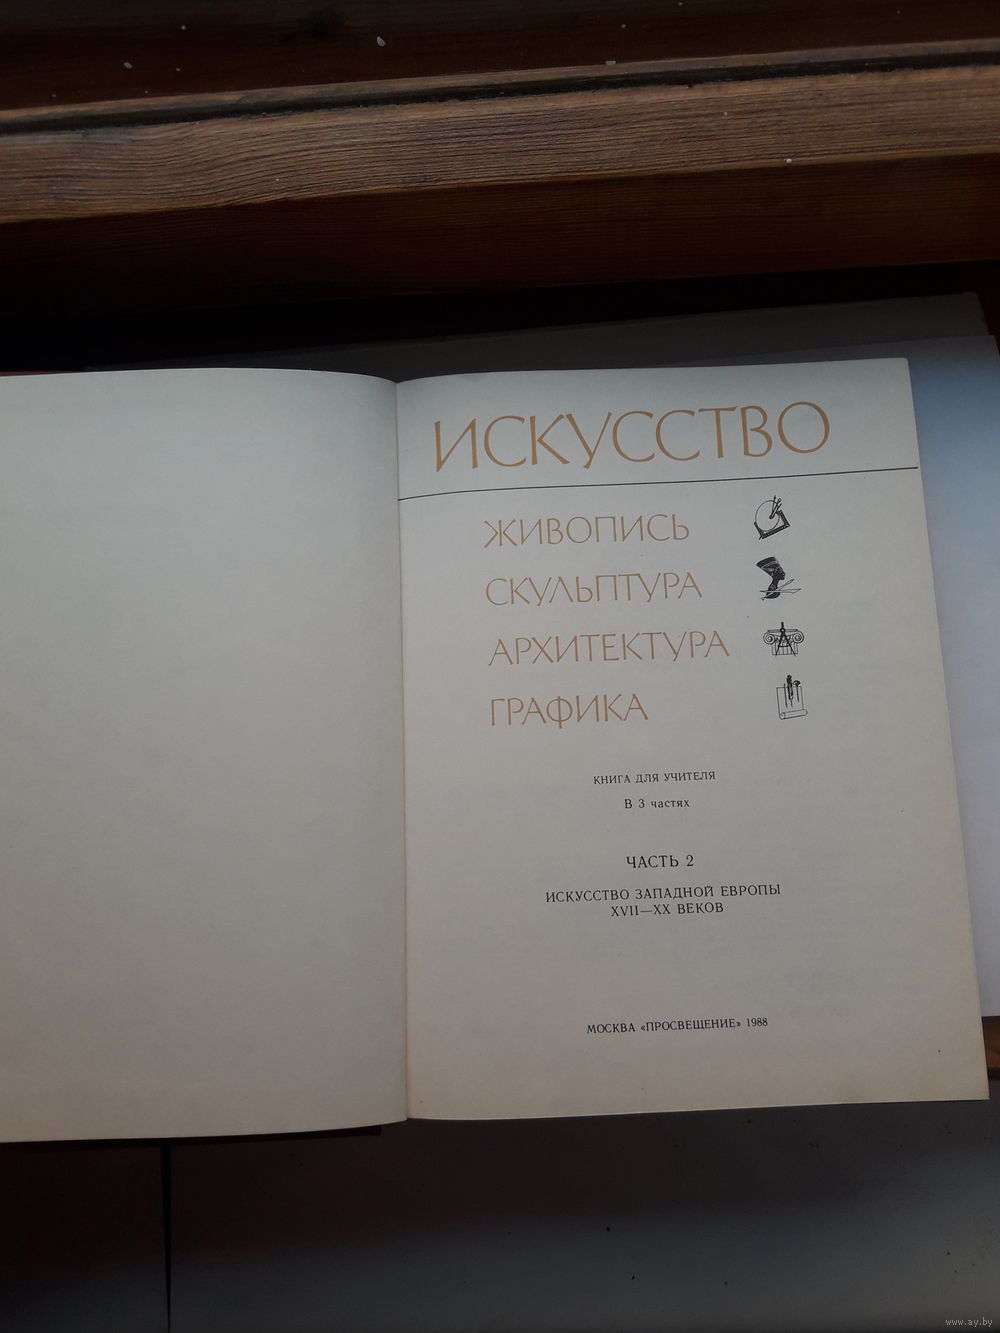 ИСКУССТВО
ЖИВОПИСЬ
СКУЛЬПТУРА
АРХИТЕКТУРА
ГРАФИКА
КНИГА ДЛЯ УЧИТЕЛЯ
В 3 частях
ЧАСТЬ 2
ИСКУССТВО ЗАПАДНОЙ ЕВРОПЫ
XVII—XX ВЕКОВ
МОСКВА «ПРОСВЕЩЕНИЕ» 1988
www.ay.by